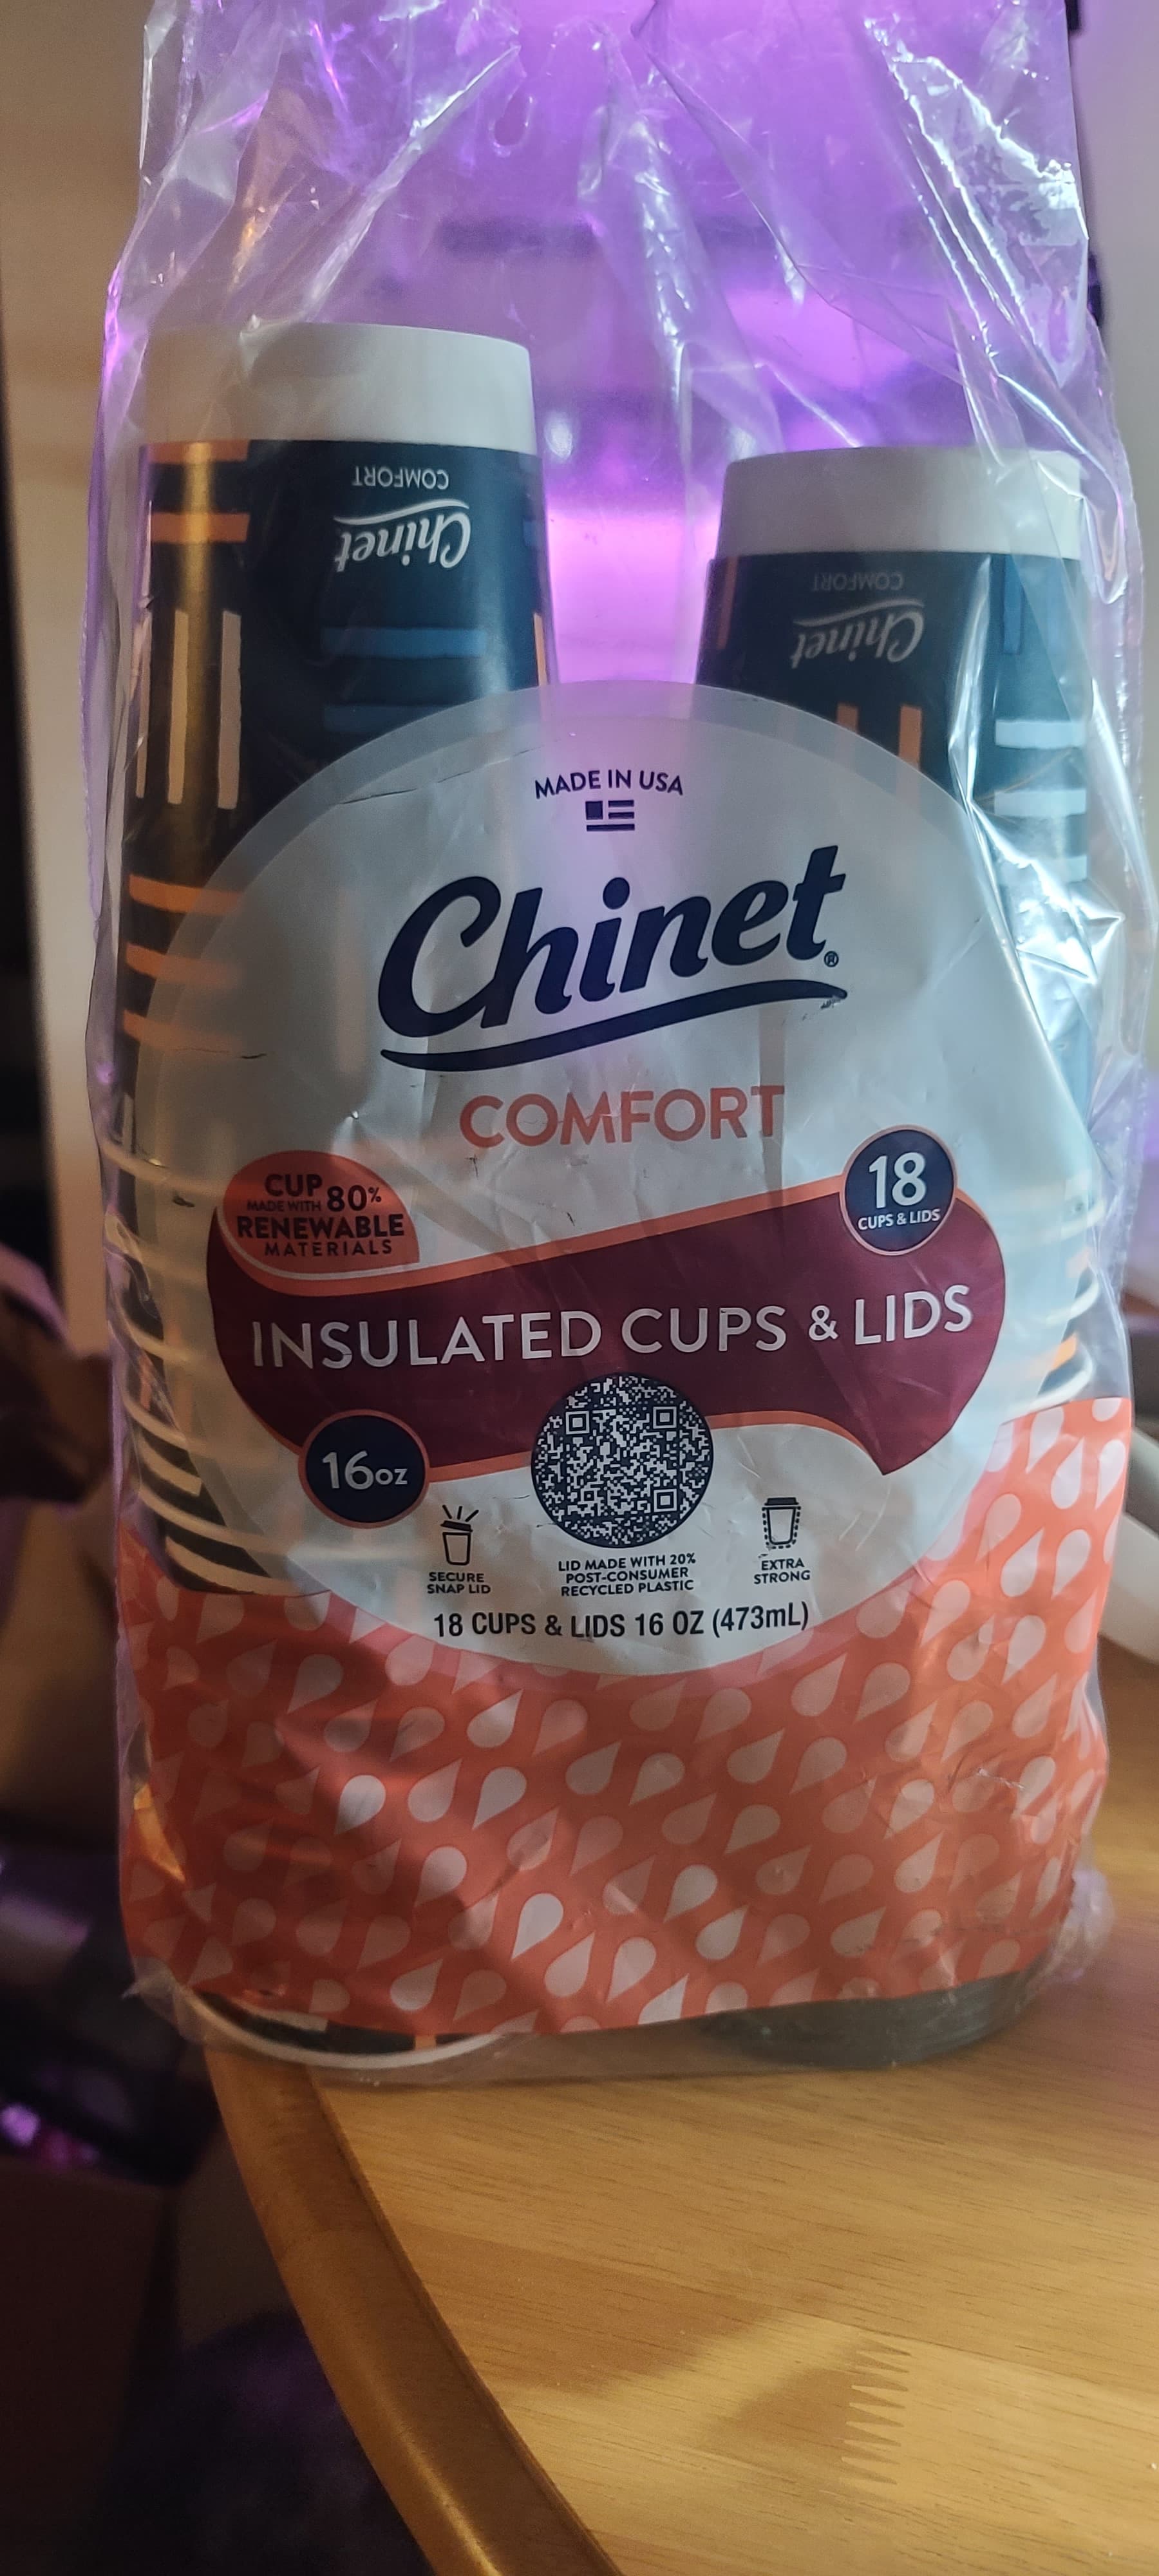 COMFORT
Chinet
COMFORT
Chinet
MADE IN USA
Chinet®
COMFORT
CUP
MADE WITH 80%
RENEWABLE
MATERIALS
18
CUPS & LIDS
INSULATED CUPS & LIDS
16oz
SECURE
SNAP LID
LID MADE WITH 20%
POST-CONSUMER
RECYCLED PLASTIC
EXTRA
STRONG
18 CUPS & LIDS 16 OZ (473mL)